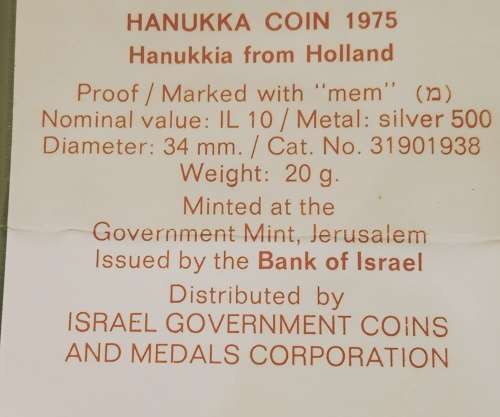 HANUKKA COIN 1975
Hanukkia from Holland
Proof / Marked with "mem" (מ)
Nominal value: IL 10 / Metal: silver 500
Diameter: 34 mm. / Cat. No. 31901938
Weight: 20 g.
Minted at the
Government Mint, Jerusalem
Issued by the Bank of Israel
Distributed by
ISRAEL GOVERNMENT COINS
AND MEDALS CORPORATION